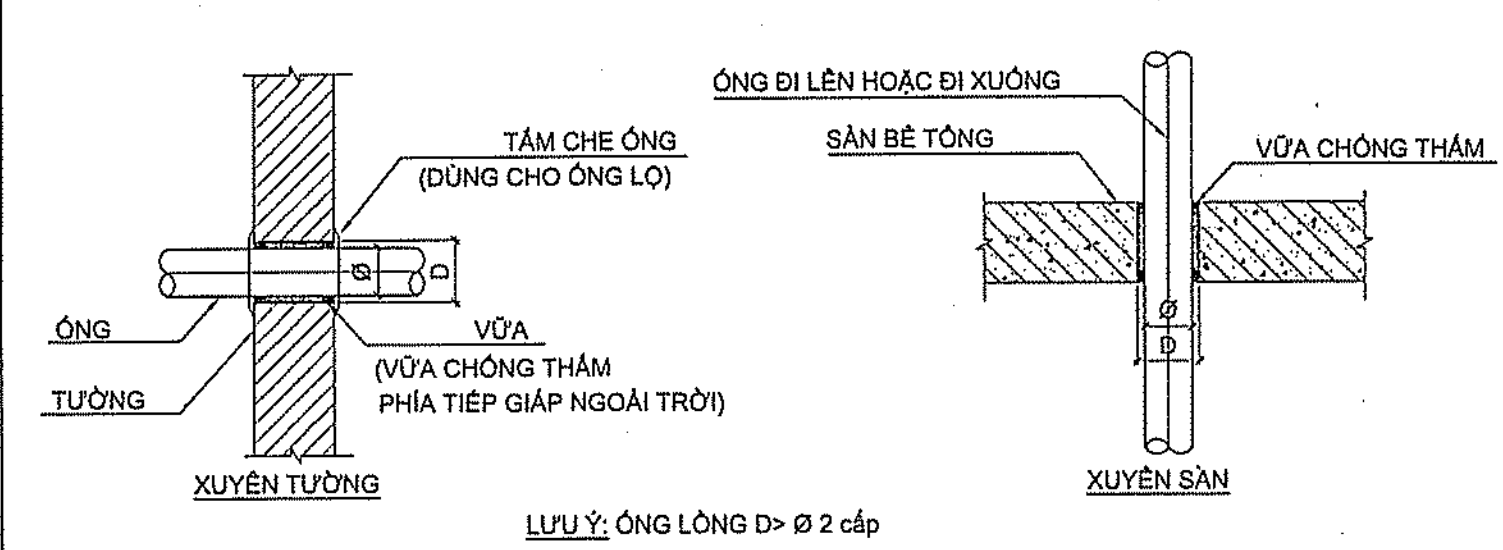 TẤM CHE ỐNG
(DÙNG CHO ỐNG LỌ)
Ø
D
ỐNG
VỮA
(VỮA CHỐNG THẤM
PHÍA TIẾP GIÁP NGOÀI TRỜI)
TƯỜNG
XUYÊN TƯỜNG
ỐNG ĐI LÊN HOẶC ĐI XUỐNG
SÀN BÊ TÔNG
VỮA CHỐNG THẤM
Ø
D
XUYÊN SÀN
LƯU Ý: ỐNG LỒNG D> Ø 2 cấp